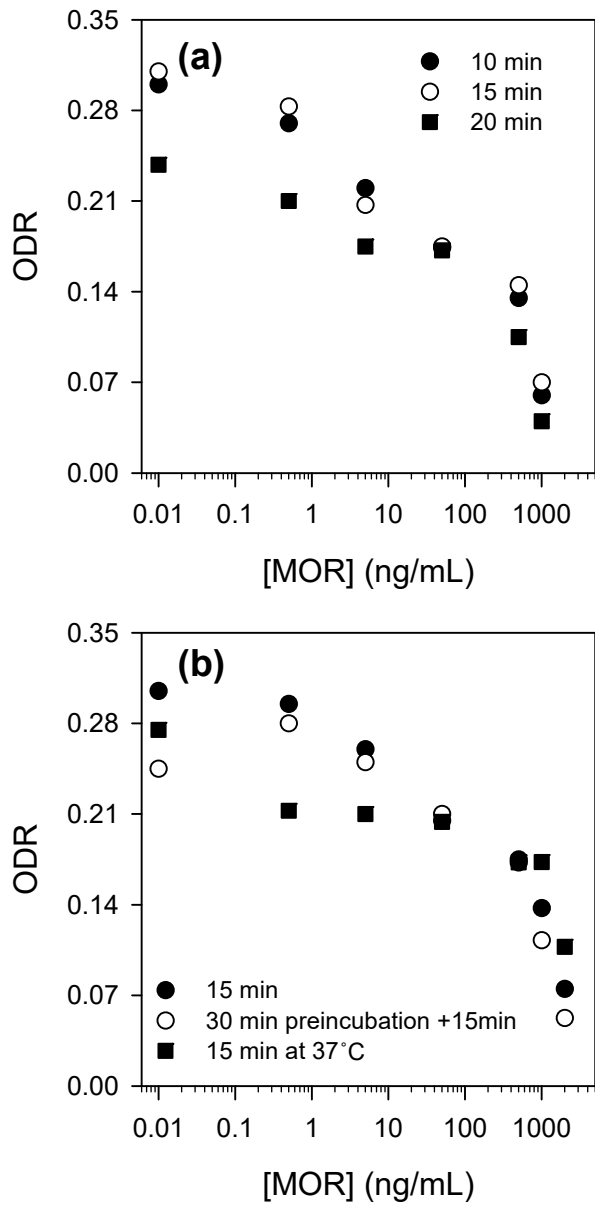 0.35
(a)
10 min
15 min
20 min
0.28
0.21
0.14
0.07
0.00
ODR
0.01 0.1 1 10 100 1000
[MOR] (ng/mL)
0.35
(b)
0.28
0.21
0.14
0.07
0.00
ODR
15 min
30 min preincubation +15min
15 min at 37˚C
0.01 0.1 1 10 100 1000
[MOR] (ng/mL)